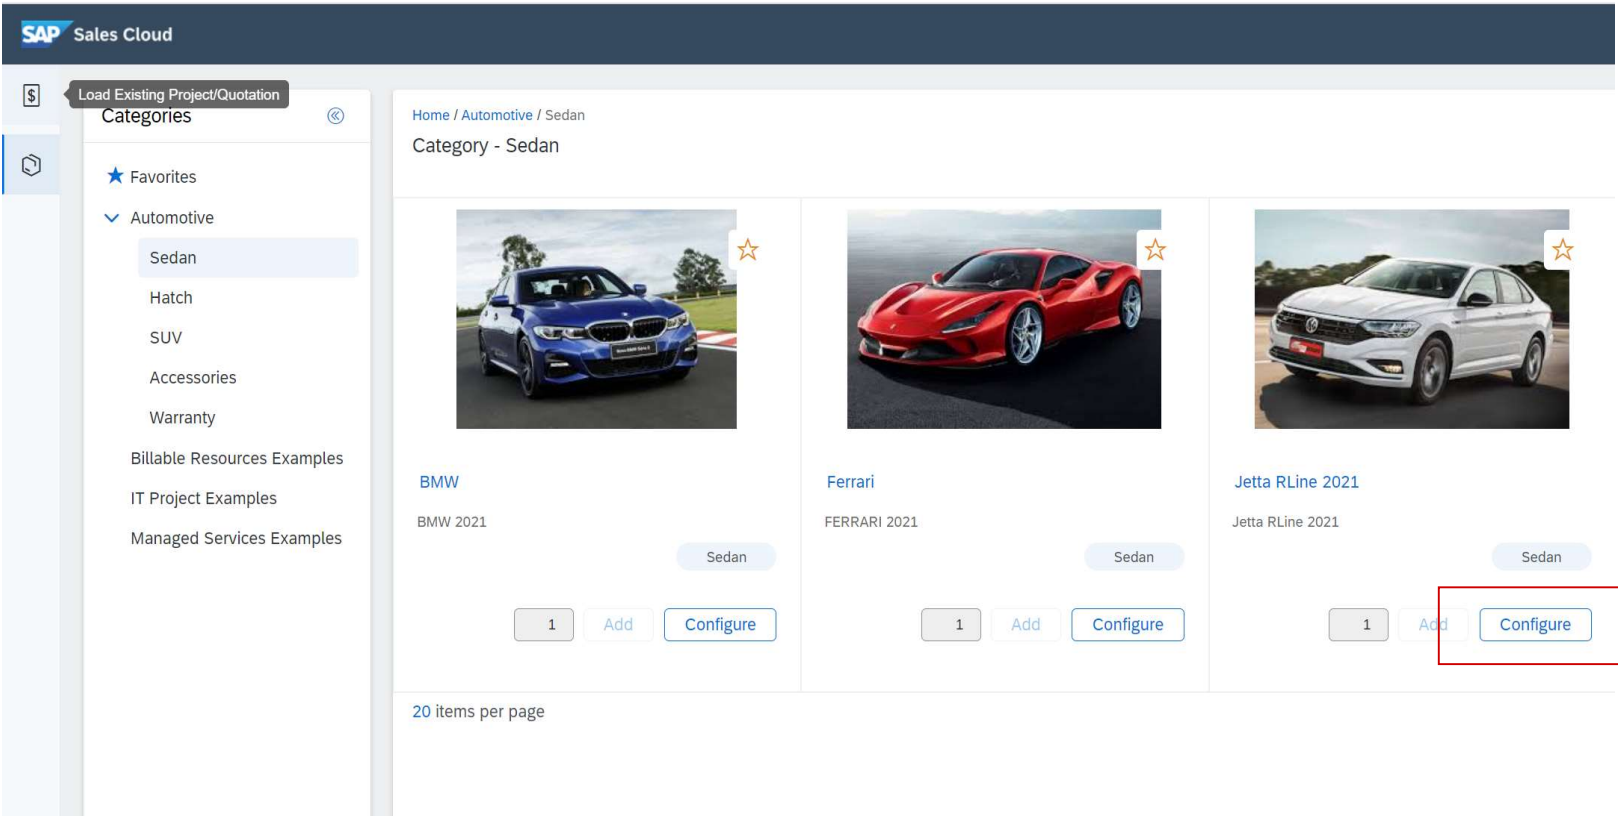 SAP Sales Cloud
$
Load Existing Project/Quotation
Categories
Favorites
Automotive
Sedan
Hatch
SUV
Accessories
Warranty
Billable Resources Examples
IT Project Examples
Managed Services Examples
Home / Automotive / Sedan
Category - Sedan
BMW
BMW 2021
Sedan
1 Add Configure
Ferrari
FERRARI 2021
Sedan
1 Add Configure
Jetta RLine 2021
Jetta RLine 2021
Sedan
1 Add Configure
20 items per page